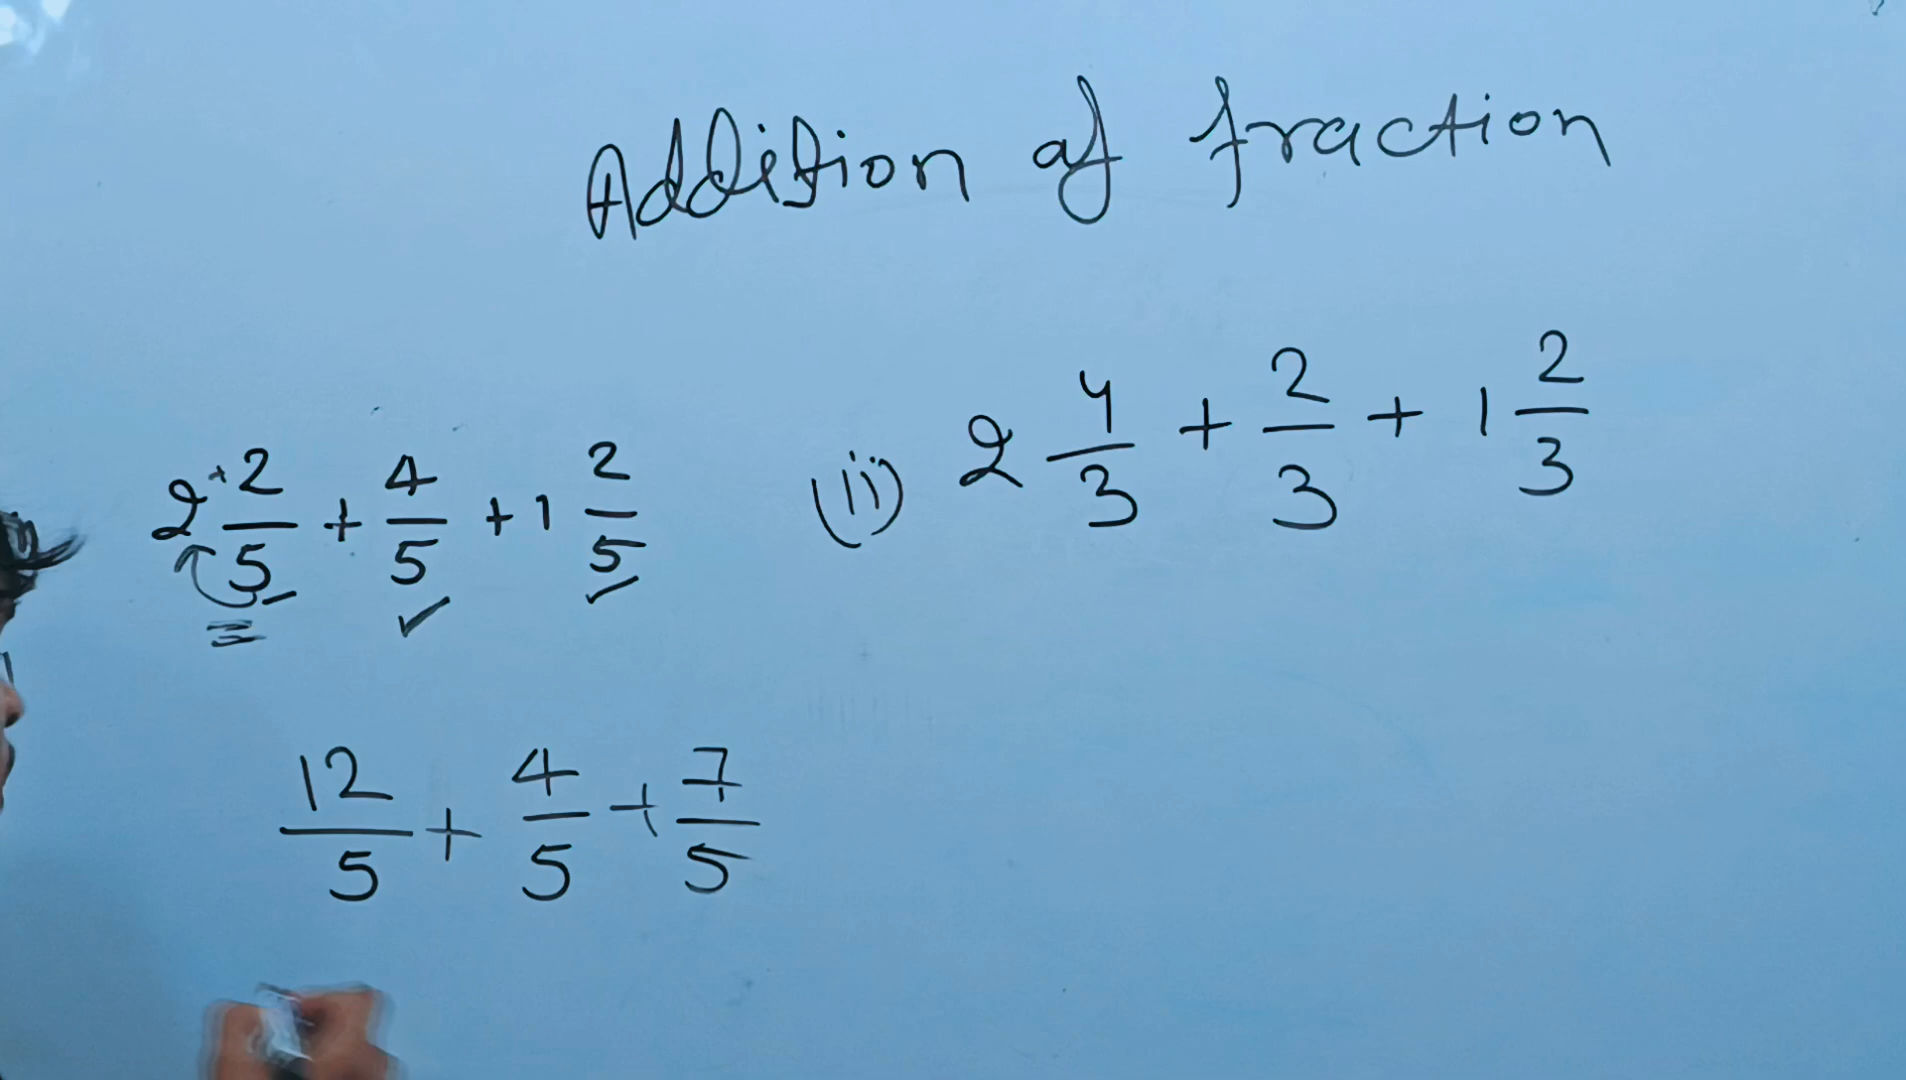 Addition of fraction
2 2/5 + 4/5 + 1 2/5
(ii) 2 4/3 + 2/3 + 1 2/3
12/5 + 4/5 + 7/5